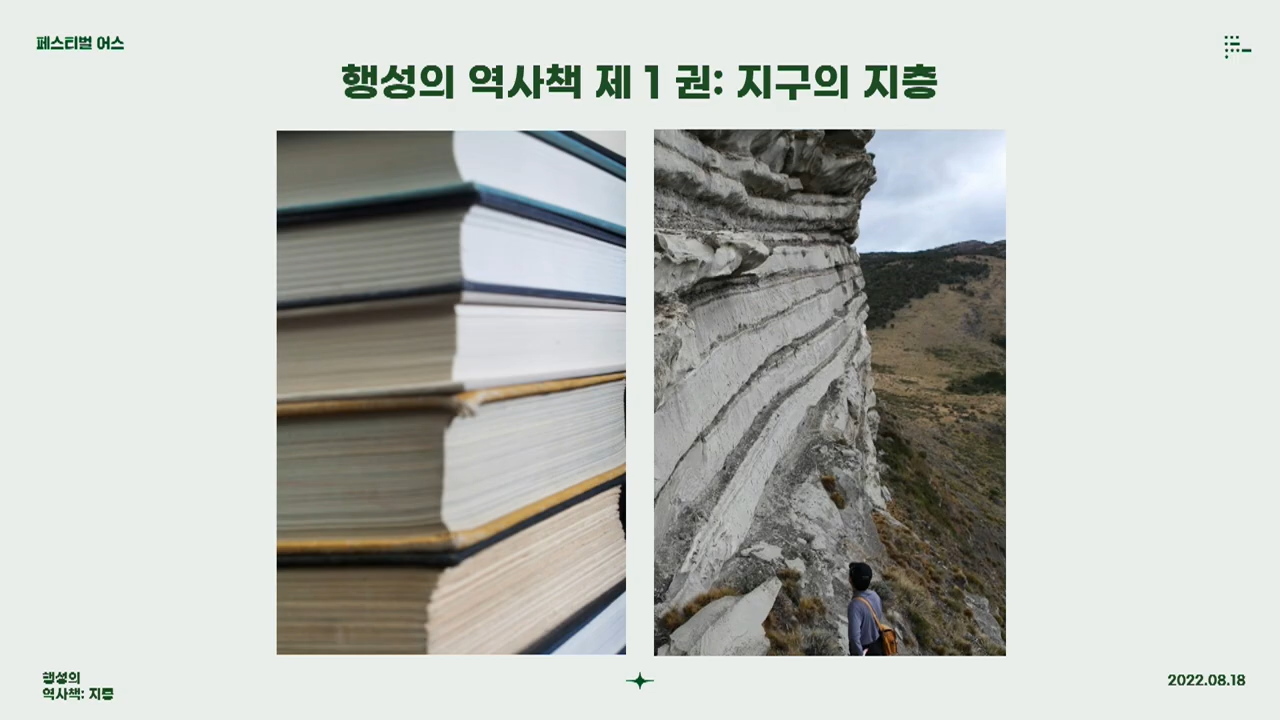 페스티벌 어스
행성의 역사책 제 1 권: 지구의 지층
행성의
역사책: 지층
2022.08.18